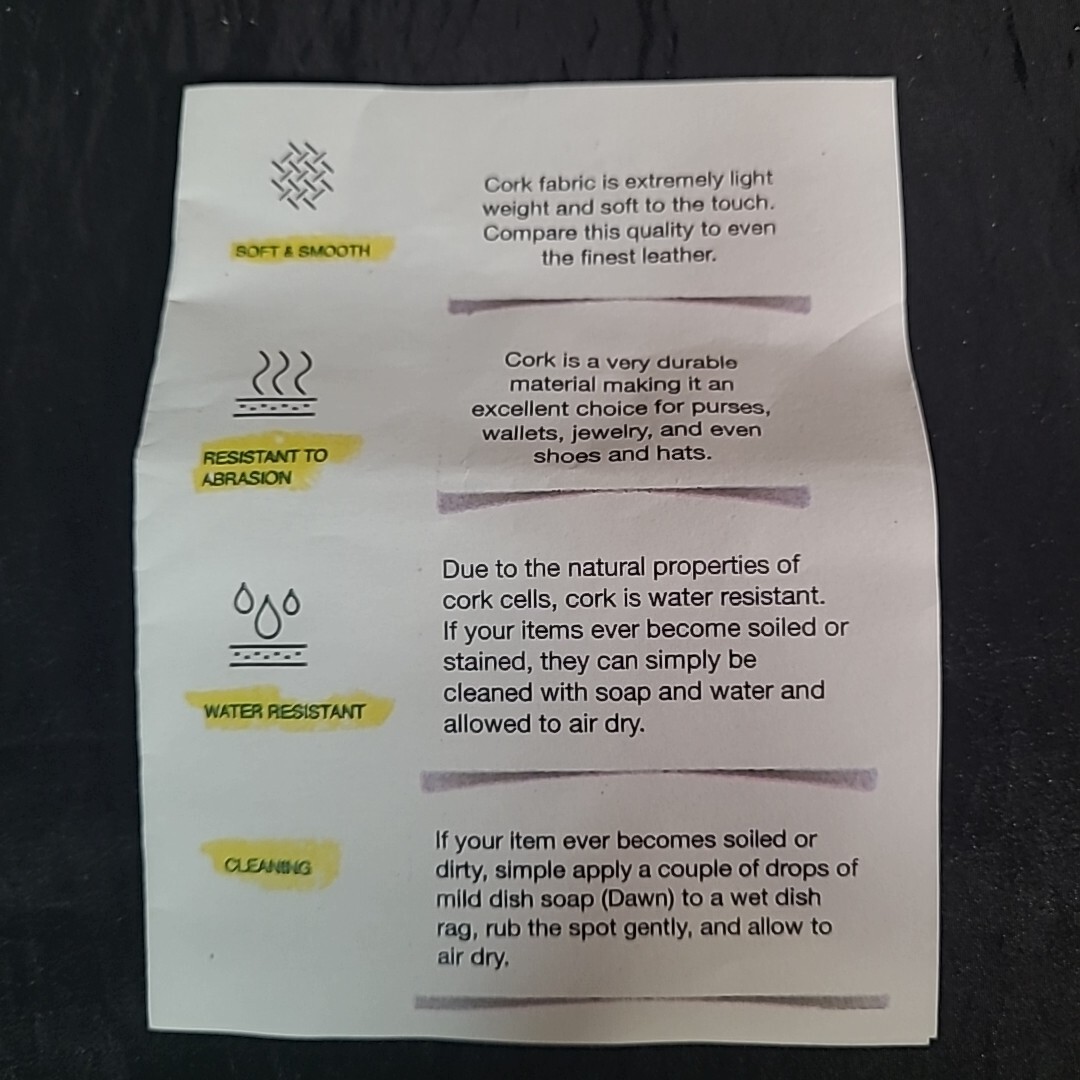 SOFT & SMOOTH
Cork fabric is extremely light
weight and soft to the touch.
Compare this quality to even
the finest leather.
RESISTANT TO
ABRASION
Cork is a very durable
material making it an
excellent choice for purses,
wallets, jewelry, and even
shoes and hats.
WATER RESISTANT
Due to the natural properties of
cork cells, cork is water resistant.
If your items ever become soiled or
stained, they can simply be
cleaned with soap and water and
allowed to air dry.
CLEANING
If your item ever becomes soiled or
dirty, simple apply a couple of drops of
mild dish soap (Dawn) to a wet dish
rag, rub the spot gently, and allow to
air dry.